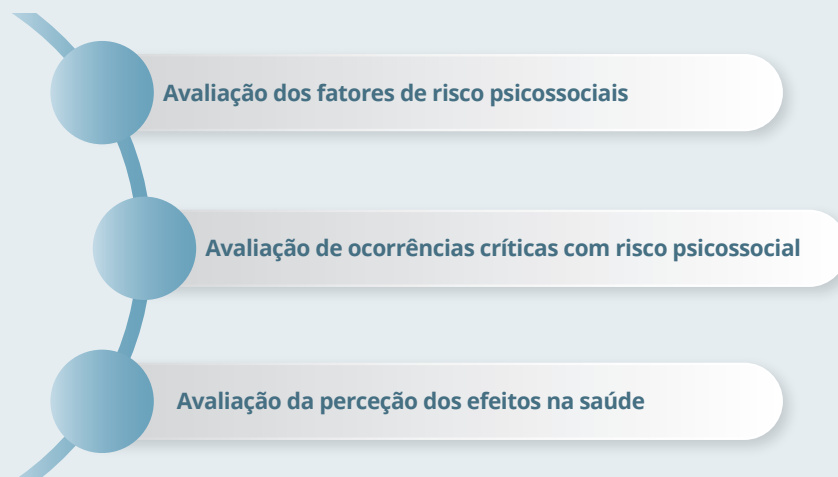 Avaliação dos fatores de risco psicossociais
Avaliação de ocorrências críticas com risco psicossocial
Avaliação da perceção dos efeitos na saúde